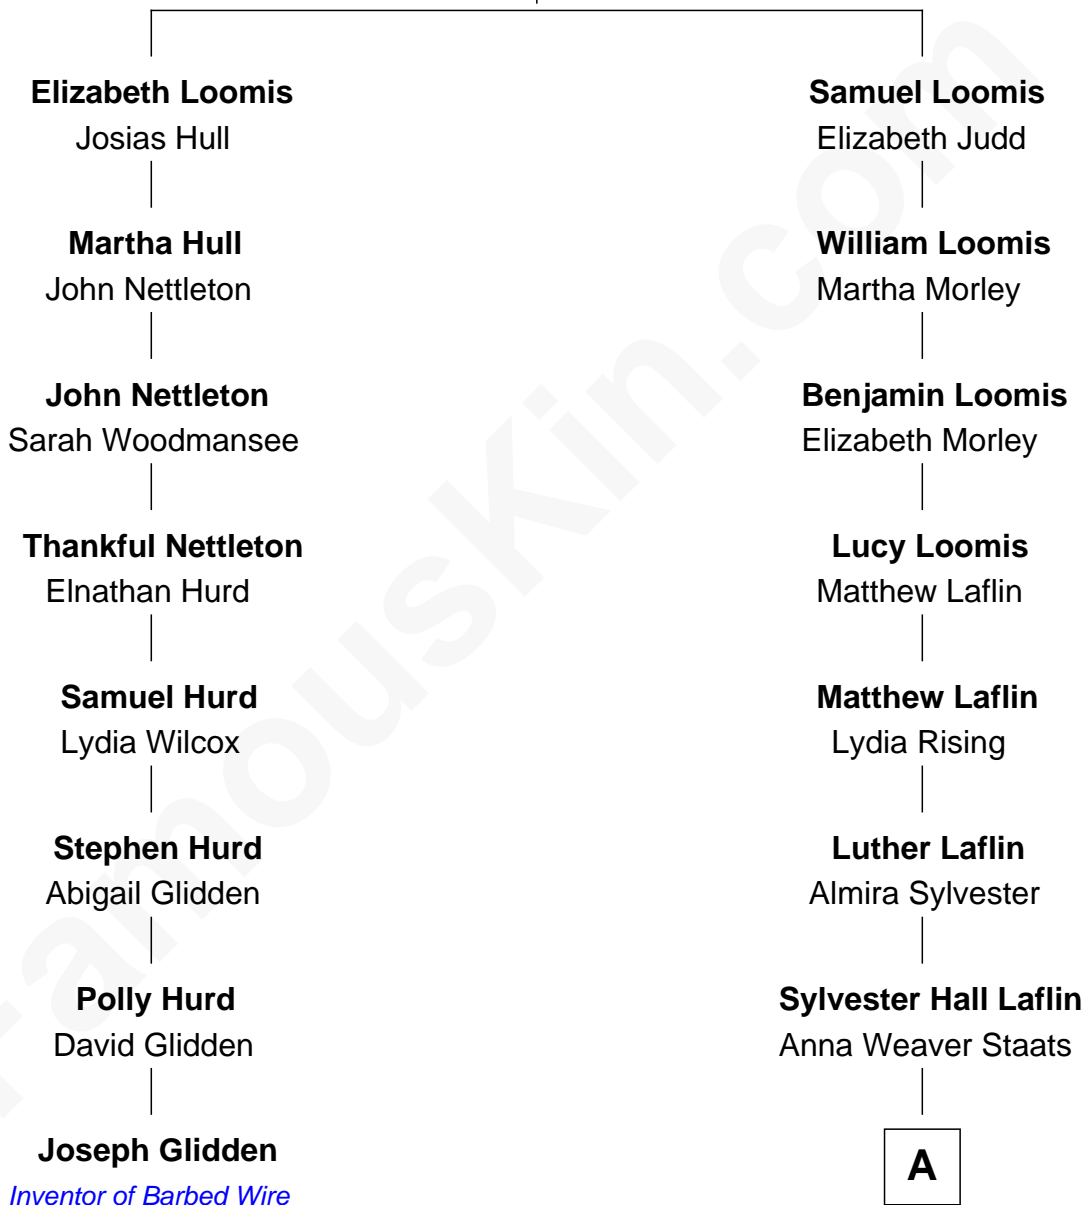 Elizabeth Loomis
Josias Hull
Martha Hull
John Nettleton
John Nettleton
Sarah Woodmansee
Thankful Nettleton
Elnathan Hurd
Samuel Hurd
Lydia Wilcox
Stephen Hurd
Abigail Glidden
Polly Hurd
David Glidden
Joseph Glidden
Inventor of Barbed Wire
Samuel Loomis
Elizabeth Judd
William Loomis
Martha Morley
Benjamin Loomis
Elizabeth Morley
Lucy Loomis
Matthew Laflin
Matthew Laflin
Lydia Rising
Luther Laflin
Almira Sylvester
Sylvester Hall Laflin
Anna Weaver Staats
A
FamousKin.com